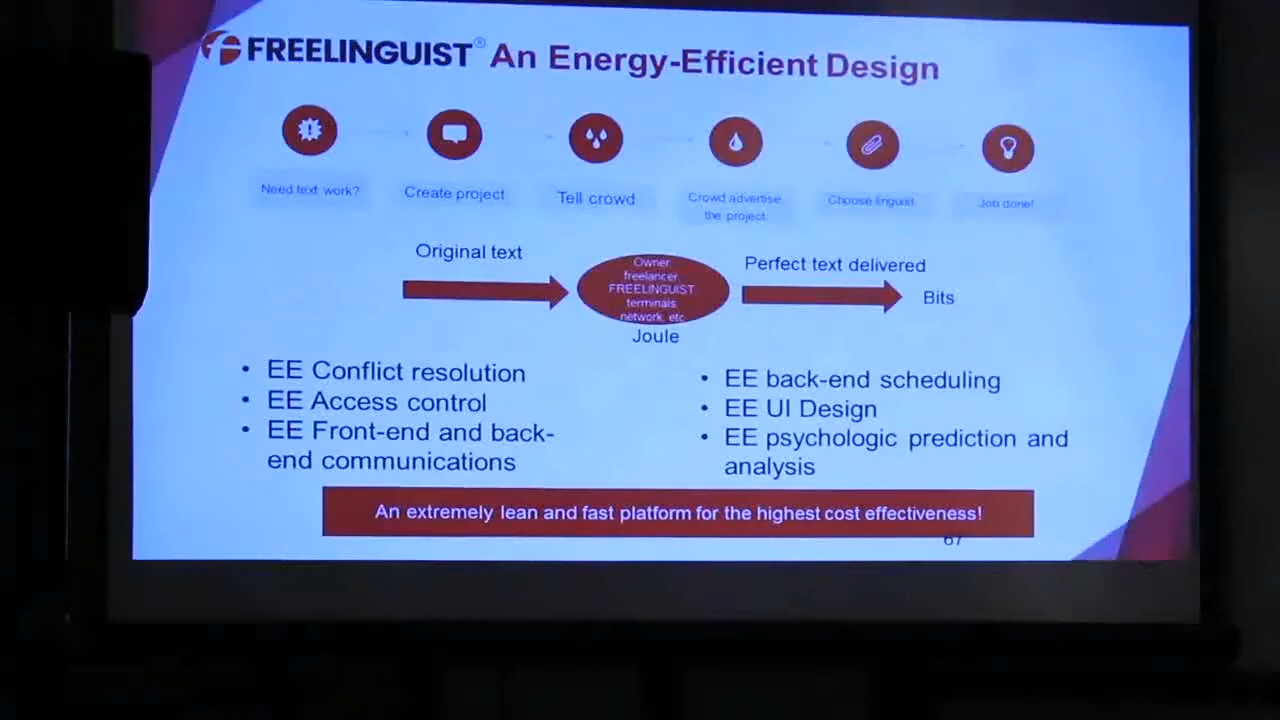 FREELINGUIST® An Energy-Efficient Design
Need text work?
Create project
Tell crowd
Crowd advertise
the project
Choose linguist
Job done!
Original text
Owner,
freelancer,
FREELINGUIST
terminals,
network, etc
Joule
Perfect text delivered
Bits
• EE Conflict resolution
• EE Access control
• EE Front-end and back-
end communications
• EE back-end scheduling
• EE UI Design
• EE psychologic prediction and
analysis
An extremely lean and fast platform for the highest cost effectiveness!
67